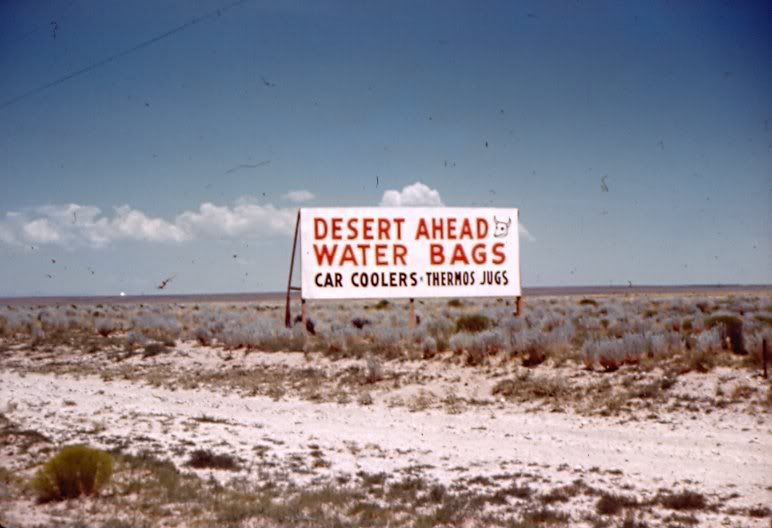 DESERT AHEAD
WATER BAGS
CAR COOLERS · THERMOS JUGS